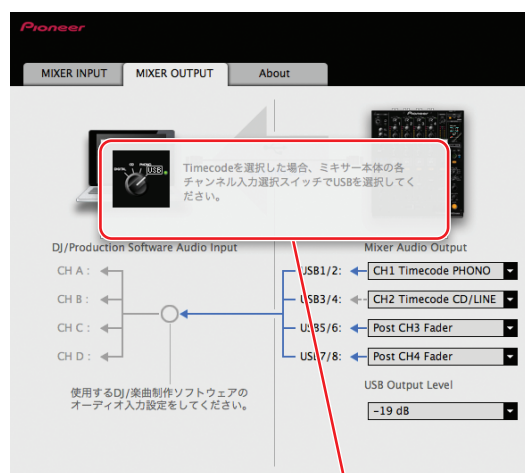 Pioneer
MIXER INPUT
MIXER OUTPUT
About
Timecodeを選択した場合、ミキサー本体の各
チャンネル入力選択スイッチでUSBを選択してく
ださい。
DJ/Production Software Audio Input
Mixer Audio Output
CH A :
CH B :
CH C :
CH D :
USB1/2:
CH1 Timecode PHONO
USB3/4:
CH2 Timecode CD/LINE
USB5/6:
Post CH3 Fader
USB7/8:
Post CH4 Fader
使用するDJ/楽曲制作ソフトウェアの
オーディオ入力設定をしてください。
USB Output Level
-19 dB